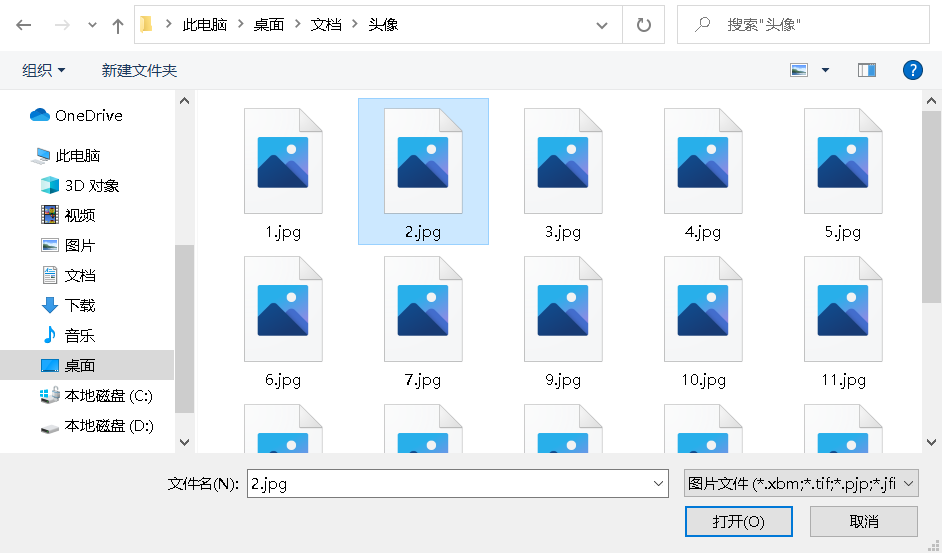 此电脑 > 桌面 > 文档 > 头像
搜索"头像"
组织
新建文件夹
?
OneDrive
此电脑
3D 对象
视频
图片
文档
下载
音乐
桌面
本地磁盘 (C:)
本地磁盘 (D:)
1.jpg
2.jpg
3.jpg
4.jpg
5.jpg
6.jpg
7.jpg
9.jpg
10.jpg
11.jpg
文件名(N):
2.jpg
图片文件 (*.xbm;*.tif;*.pjp;*.jfi
打开(O)
取消